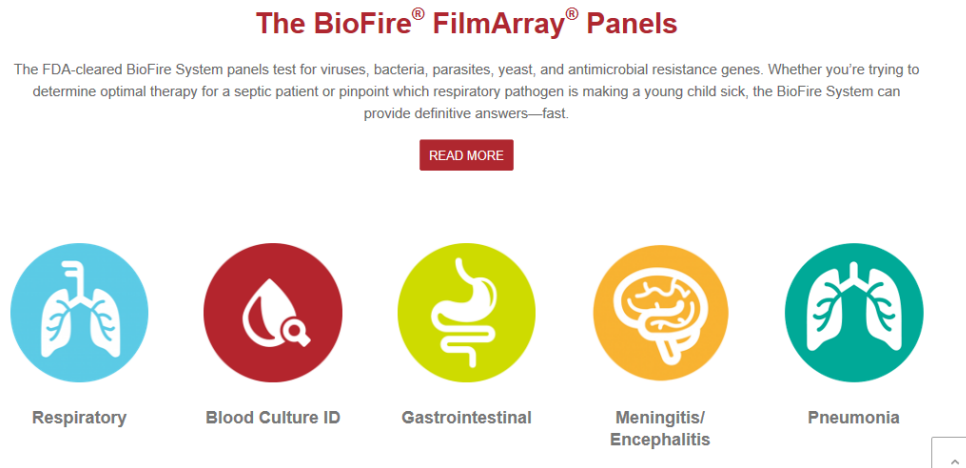 The BioFire® FilmArray® Panels
The FDA-cleared BioFire System panels test for viruses, bacteria, parasites, yeast, and antimicrobial resistance genes. Whether you’re trying to
determine optimal therapy for a septic patient or pinpoint which respiratory pathogen is making a young child sick, the BioFire System can
provide definitive answers—fast.
READ MORE
Respiratory
Blood Culture ID
Gastrointestinal
Meningitis/
Encephalitis
Pneumonia